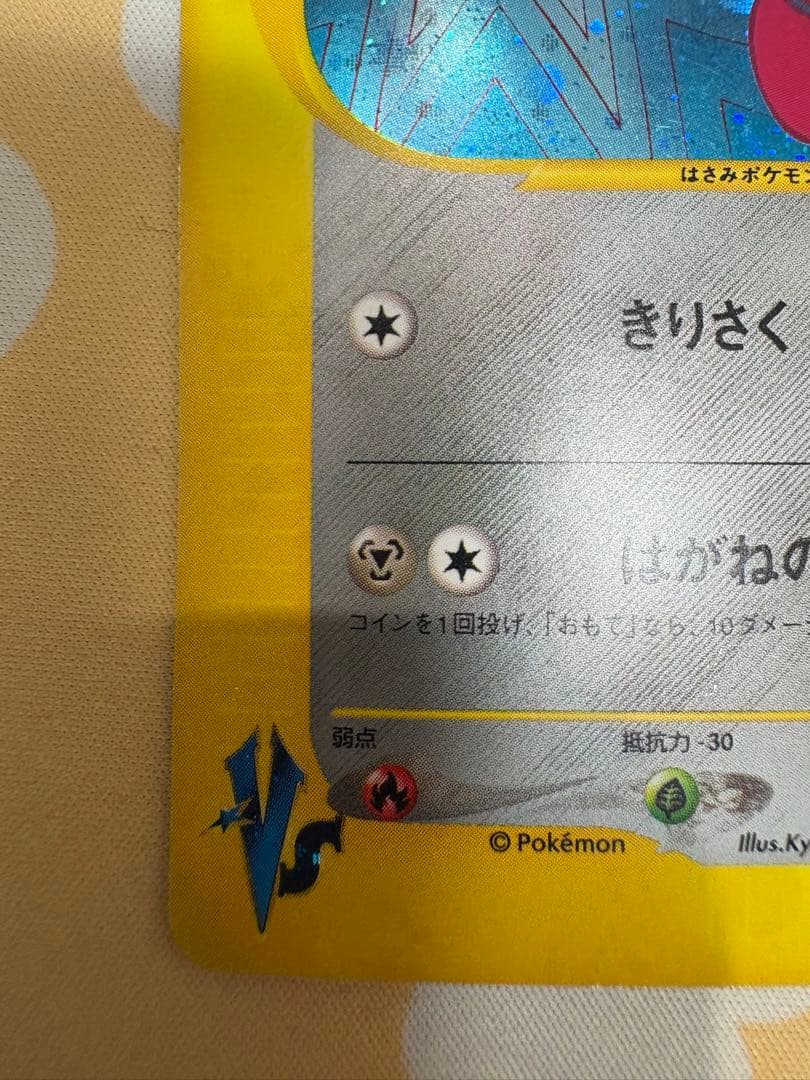 はさみポケモン
きりさく
はがねの
コインを1回投げ、「おもて」なら、10ダメー
弱点
抵抗力 -30
VS
© Pokémon
Illus.Ky